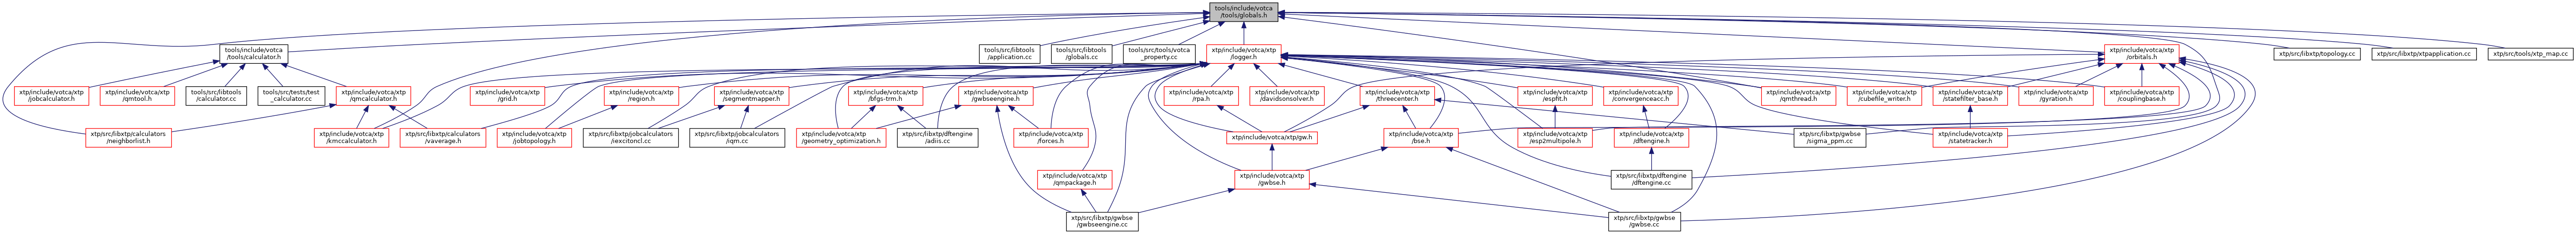 tools/include/votca
/tools/globals.h
tools/include/votca
/tools/calculator.h
tools/src/libtools
/application.cc
tools/src/libtools
/globals.cc
tools/src/tools/votca
_property.cc
xtp/include/votca/xtp
/logger.h
xtp/include/votca/xtp
/orbitals.h
xtp/src/libxtp/topology.cc
xtp/src/libxtp/xtpapplication.cc
xtp/src/tools/xtp_map.cc
xtp/include/votca/xtp
/jobcalculator.h
xtp/include/votca/xtp
/qmtool.h
tools/src/libtools
/calculator.cc
tools/src/tests/test
_calculator.cc
xtp/include/votca/xtp
/qmcalculator.h
xtp/include/votca/xtp
/grid.h
xtp/include/votca/xtp
/region.h
xtp/include/votca/xtp
/segmentmapper.h
xtp/include/votca/xtp
/bfgs-trm.h
xtp/include/votca/xtp
/gwbseengine.h
xtp/include/votca/xtp
/rpa.h
xtp/include/votca/xtp
/davidsonsolver.h
xtp/include/votca/xtp
/threecenter.h
xtp/include/votca/xtp
/espfit.h
xtp/include/votca/xtp
/convergenceacc.h
xtp/include/votca/xtp
/qmthread.h
xtp/include/votca/xtp
/cubefile_writer.h
xtp/include/votca/xtp
/statefilter_base.h
xtp/include/votca/xtp
/gyration.h
xtp/include/votca/xtp
/couplingbase.h
xtp/src/libxtp/calculators
/neighborlist.h
xtp/include/votca/xtp
/kmccalculator.h
xtp/src/libxtp/calculators
/vaverage.h
xtp/include/votca/xtp
/jobtopology.h
xtp/src/libxtp/jobcalculators
/iexcitoncl.cc
xtp/src/libxtp/jobcalculators
/iqm.cc
xtp/include/votca/xtp
/geometry_optimization.h
xtp/src/libxtp/dftengine
/adiis.cc
xtp/include/votca/xtp
/forces.h
xtp/include/votca/xtp/gw.h
xtp/include/votca/xtp
/bse.h
xtp/include/votca/xtp
/esp2multipole.h
xtp/include/votca/xtp
/dftengine.h
xtp/src/libxtp/gwbse
/sigma_ppm.cc
xtp/include/votca/xtp
/statetracker.h
xtp/include/votca/xtp
/qmpackage.h
xtp/include/votca/xtp
/gwbse.h
xtp/src/libxtp/dftengine
/dftengine.cc
xtp/src/libxtp/gwbse
/gwbseengine.cc
xtp/src/libxtp/gwbse
/gwbse.cc